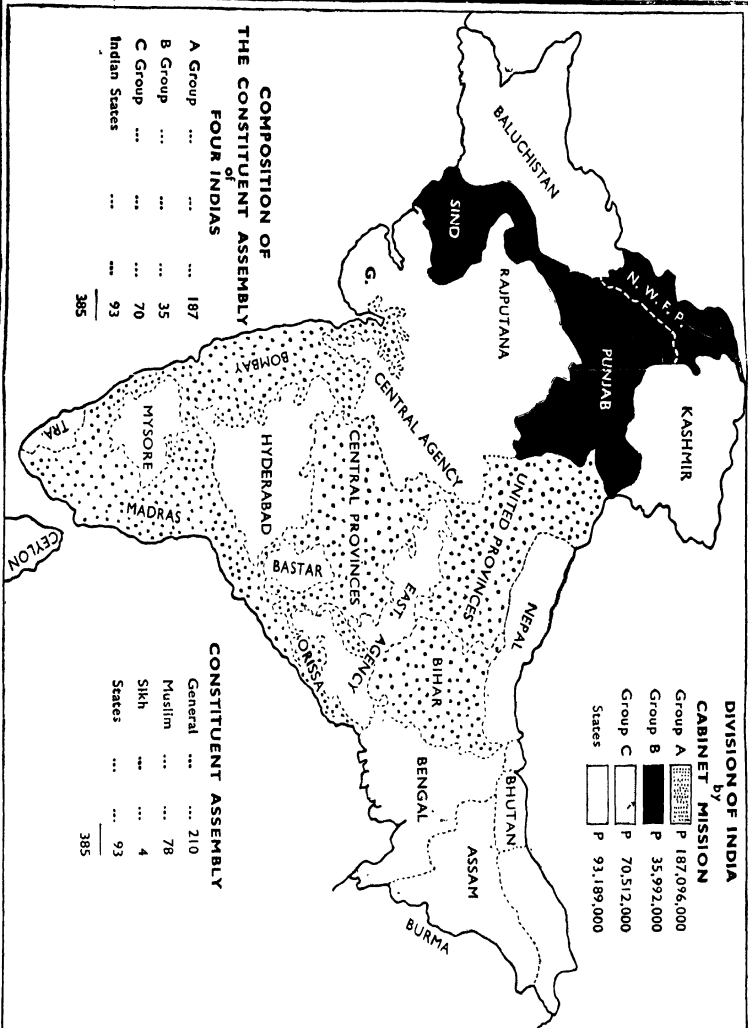 DIVISION OF INDIA
by
CABINET MISSION
Group A P 187,096,000
Group B P 35,992,000
Group C P 70,512,000
States P 93,189,000
KASHMIR
N. W. F. P.
PUNJAB
BALUCHISTAN
SIND
RAJPUTANA
G.
CENTRAL AGENCY
UNITED PROVINCES
NEPAL
BHUTAN
ASSAM
BURMA
BENGAL
BIHAR
EAST
AGENCY
CENTRAL PROVINCES
ORISSA
BASTAR
HYDERABAD
BOMBAY
MYSORE
MADRAS
TRA.
CEYLON
COMPOSITION OF
THE CONSTITUENT ASSEMBLY
of
FOUR INDIAS
A Group ... ... ... 187
B Group ... ... ... 35
C Group ... ... ... 70
Indian States ... ... 93
385
CONSTITUENT ASSEMBLY
General ... ... 210
Muslim ... ... 78
Sikh ... ... 4
States ... ... 93
385